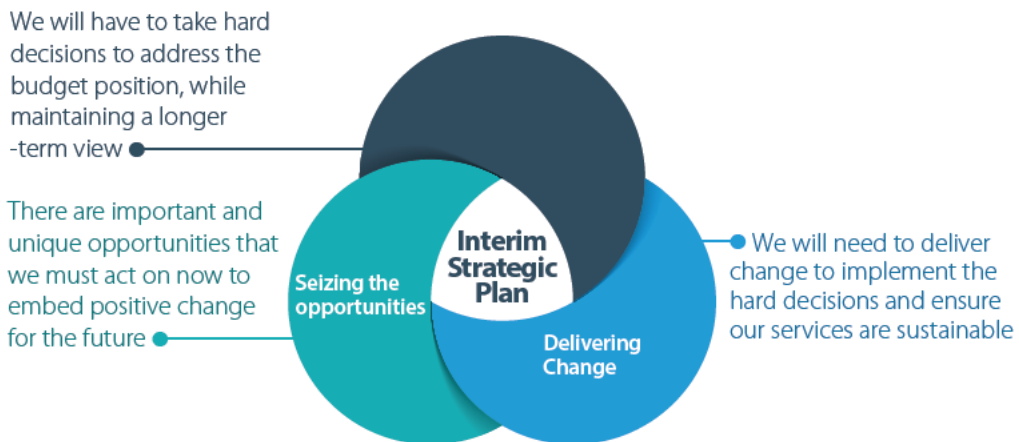 We will have to take hard
decisions to address the
budget position, while
maintaining a longer
-term view
There are important and
unique opportunities that
we must act on now to
embed positive change
for the future
Seizing the
opportunities
Interim
Strategic
Plan
Delivering
Change
We will need to deliver
change to implement the
hard decisions and ensure
our services are sustainable